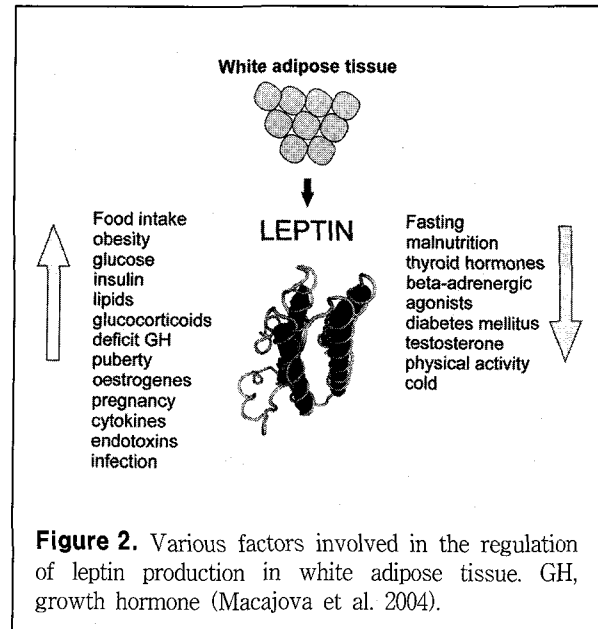 White adipose tissue
LEPTIN
Food intake
obesity
glucose
insulin
lipids
glucocorticoids
deficit GH
puberty
oestrogenes
pregnancy
cytokines
endotoxins
infection
Fasting
malnutrition
thyroid hormones
beta-adrenergic
agonists
diabetes mellitus
testosterone
physical activity
cold
Figure 2. Various factors involved in the regulation
of leptin production in white adipose tissue. GH,
growth hormone (Macajova et al. 2004).